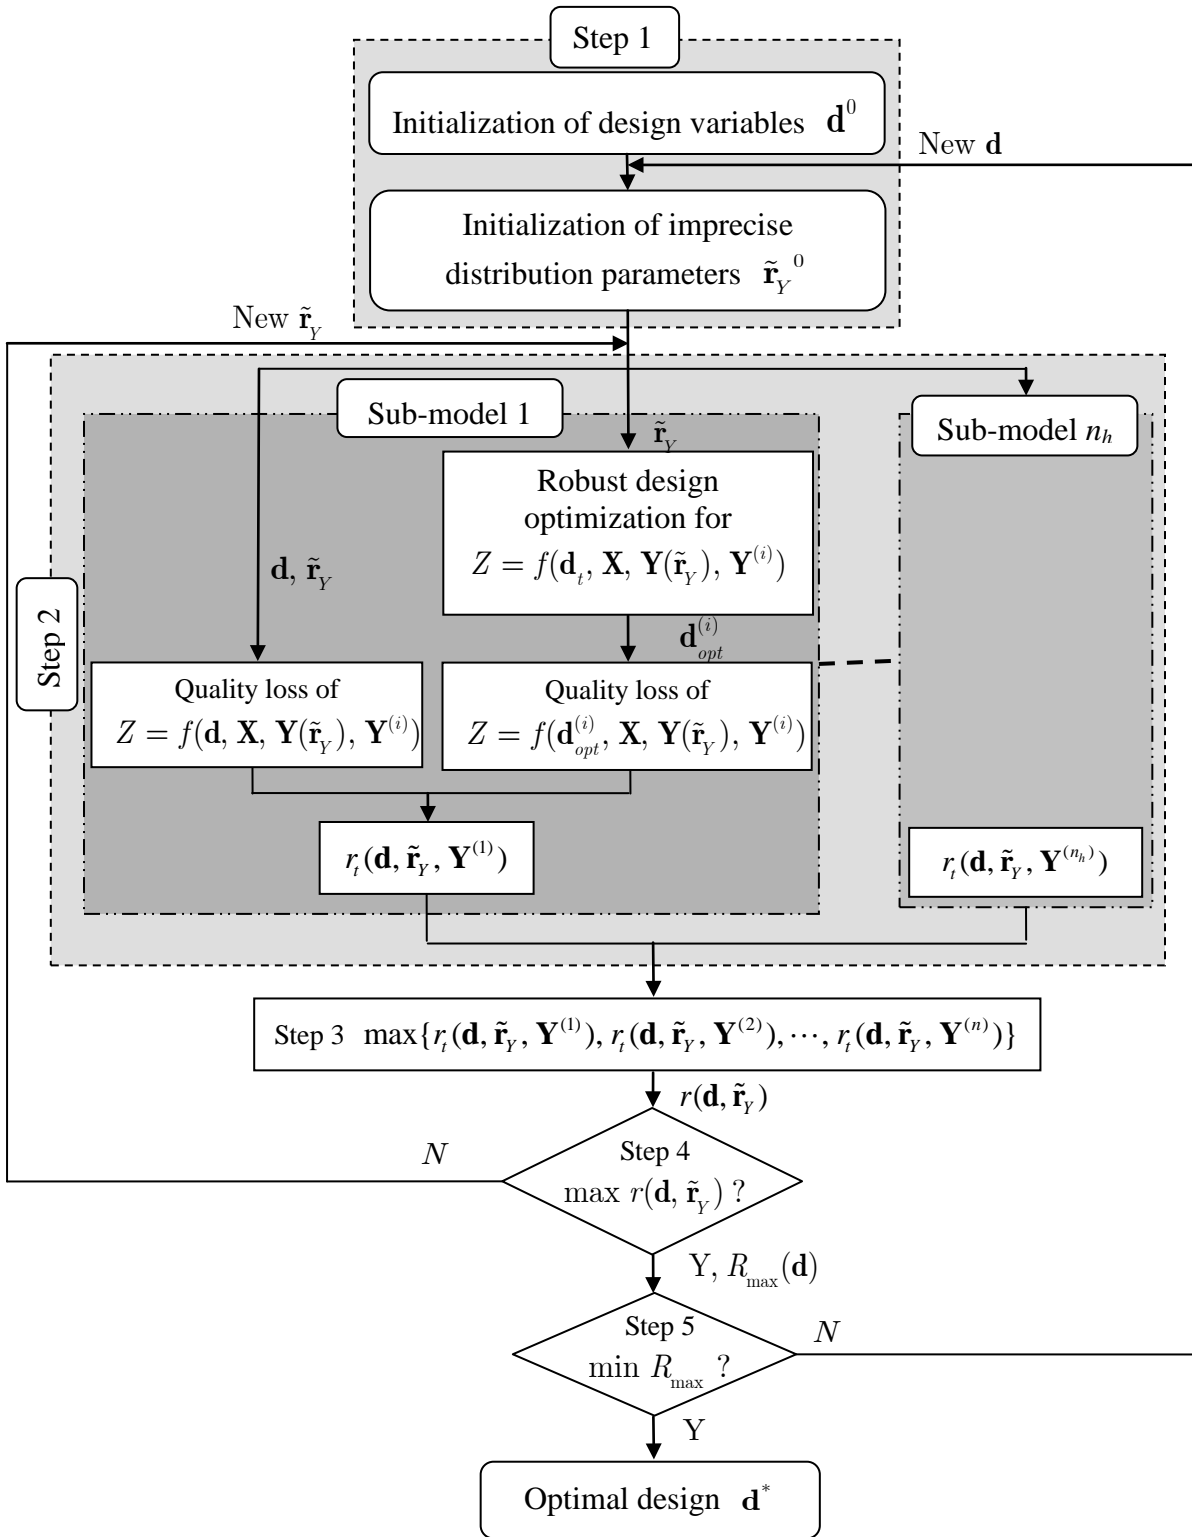 Step 1
Initialization of design variables d^0
New d
Initialization of imprecise
distribution parameters r̃_Y^0
New r̃_Y
Sub-model 1
Sub-model n_h
r̃_Y
Robust design
optimization for
Z = f(d_t, X, Y(r̃_Y), Y^(i))
d, r̃_Y
Step 2
d_opt^(i)
Quality loss of
Z = f(d, X, Y(r̃_Y), Y^(i))
Quality loss of
Z = f(d_opt^(i), X, Y(r̃_Y), Y^(i))
r_t(d, r̃_Y, Y^(1))
r_t(d, r̃_Y, Y^(n_h))
Step 3 max{r_t(d, r̃_Y, Y^(1)), r_t(d, r̃_Y, Y^(2)), ⋯, r_t(d, r̃_Y, Y^(n))}
r(d, r̃_Y)
N
Step 4
max r(d, r̃_Y) ?
Y, R_max(d)
Step 5
min R_max ?
N
Y
Optimal design d^*